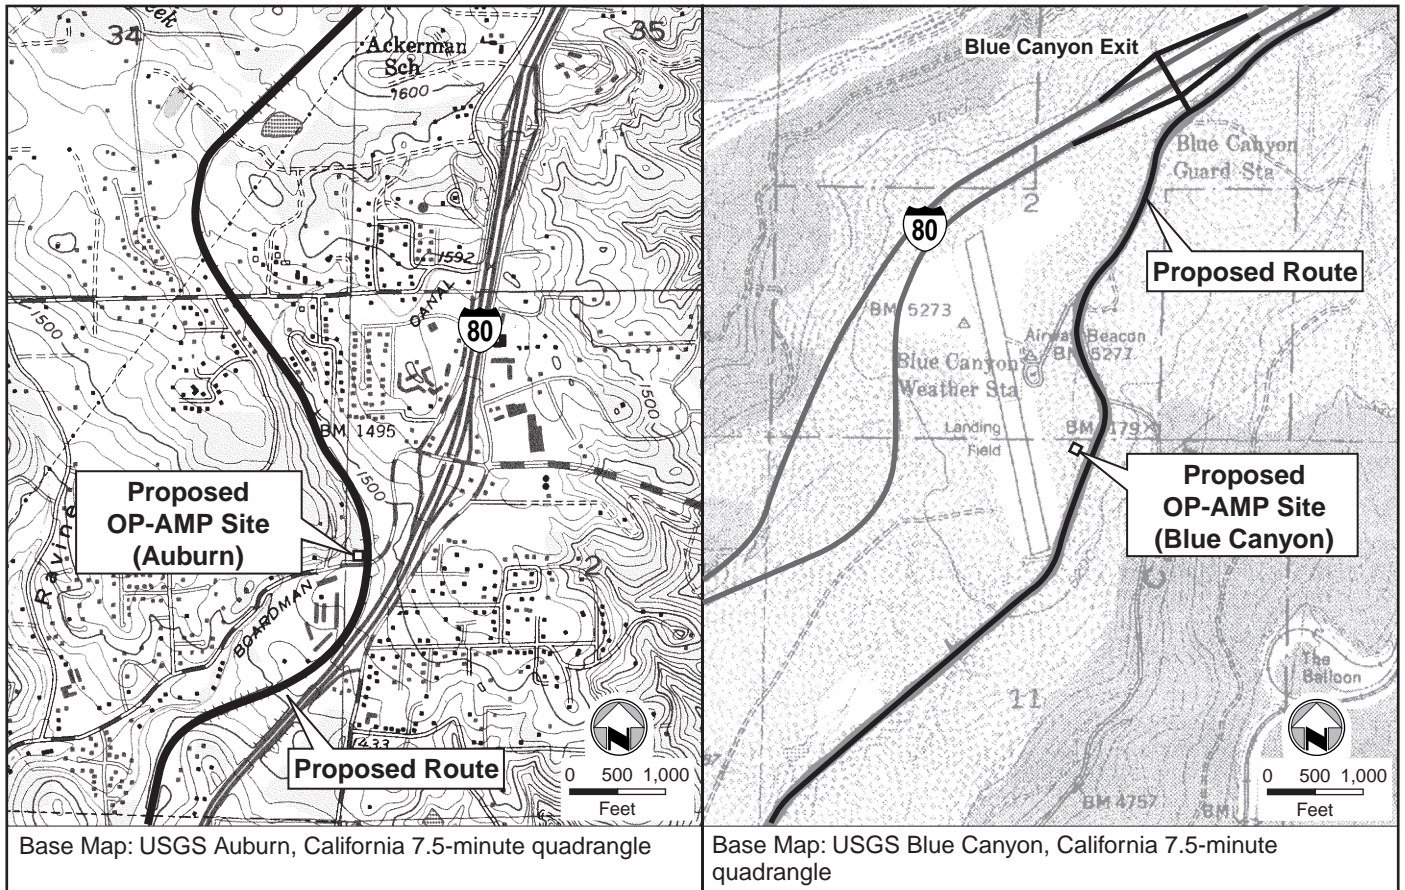 34
eek
Ackerman
Sch
35
1600
1592
CANAL
80
1500
1500
BM 1495
1500
Proposed
OP-AMP Site
(Auburn)
Ravine
BOARDMAN
2
1433
Proposed Route
N
0 500 1,000
Feet
Base Map: USGS Auburn, California 7.5-minute quadrangle
Blue Canyon Exit
Blue Canyon
Guard Sta
2
80
Proposed Route
BM 5273
Airway Beacon
BM 5277
Blue Canyon
Weather Sta
Landing
Field
Proposed
OP-AMP Site
(Blue Canyon)
11
The
Balloon
BM 4757
BM
N
0 500 1,000
Feet
Base Map: USGS Blue Canyon, California 7.5-minute
quadrangle